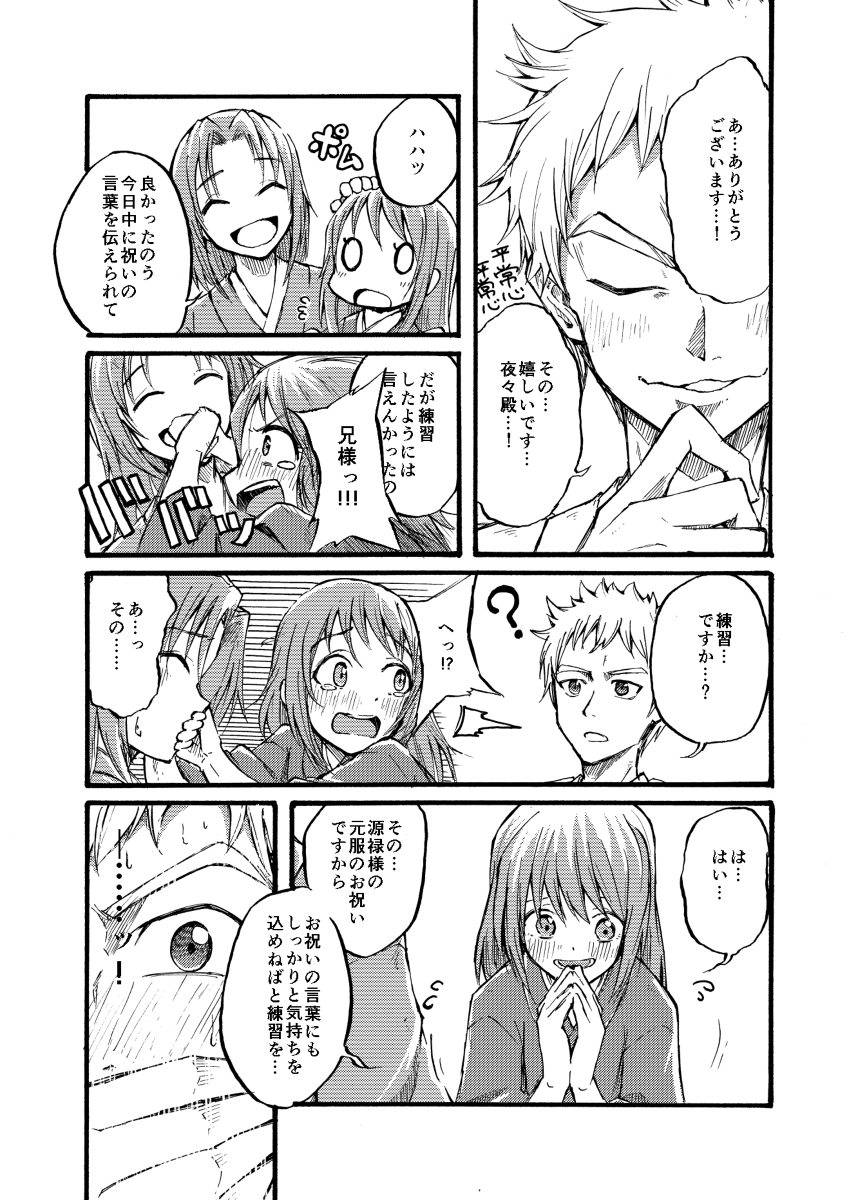 あ…ありがとう
ございます…!
平常心
平常心
その…
嬉しいです…
夜々殿…!
ハハッ
ポム
良かったのう
今日中に祝いの
言葉を伝えられて
だが練習
したようには
言えんかったの
兄様っ!!!
バババッ
練習…
ですか…?
?
へっ!?
あ…っ
その……
は…
はい…
その…
源禄様の
元服のお祝い
ですから
お祝いの言葉にも
しっかりと気持ちを
込めねばと練習を…
……ッ!